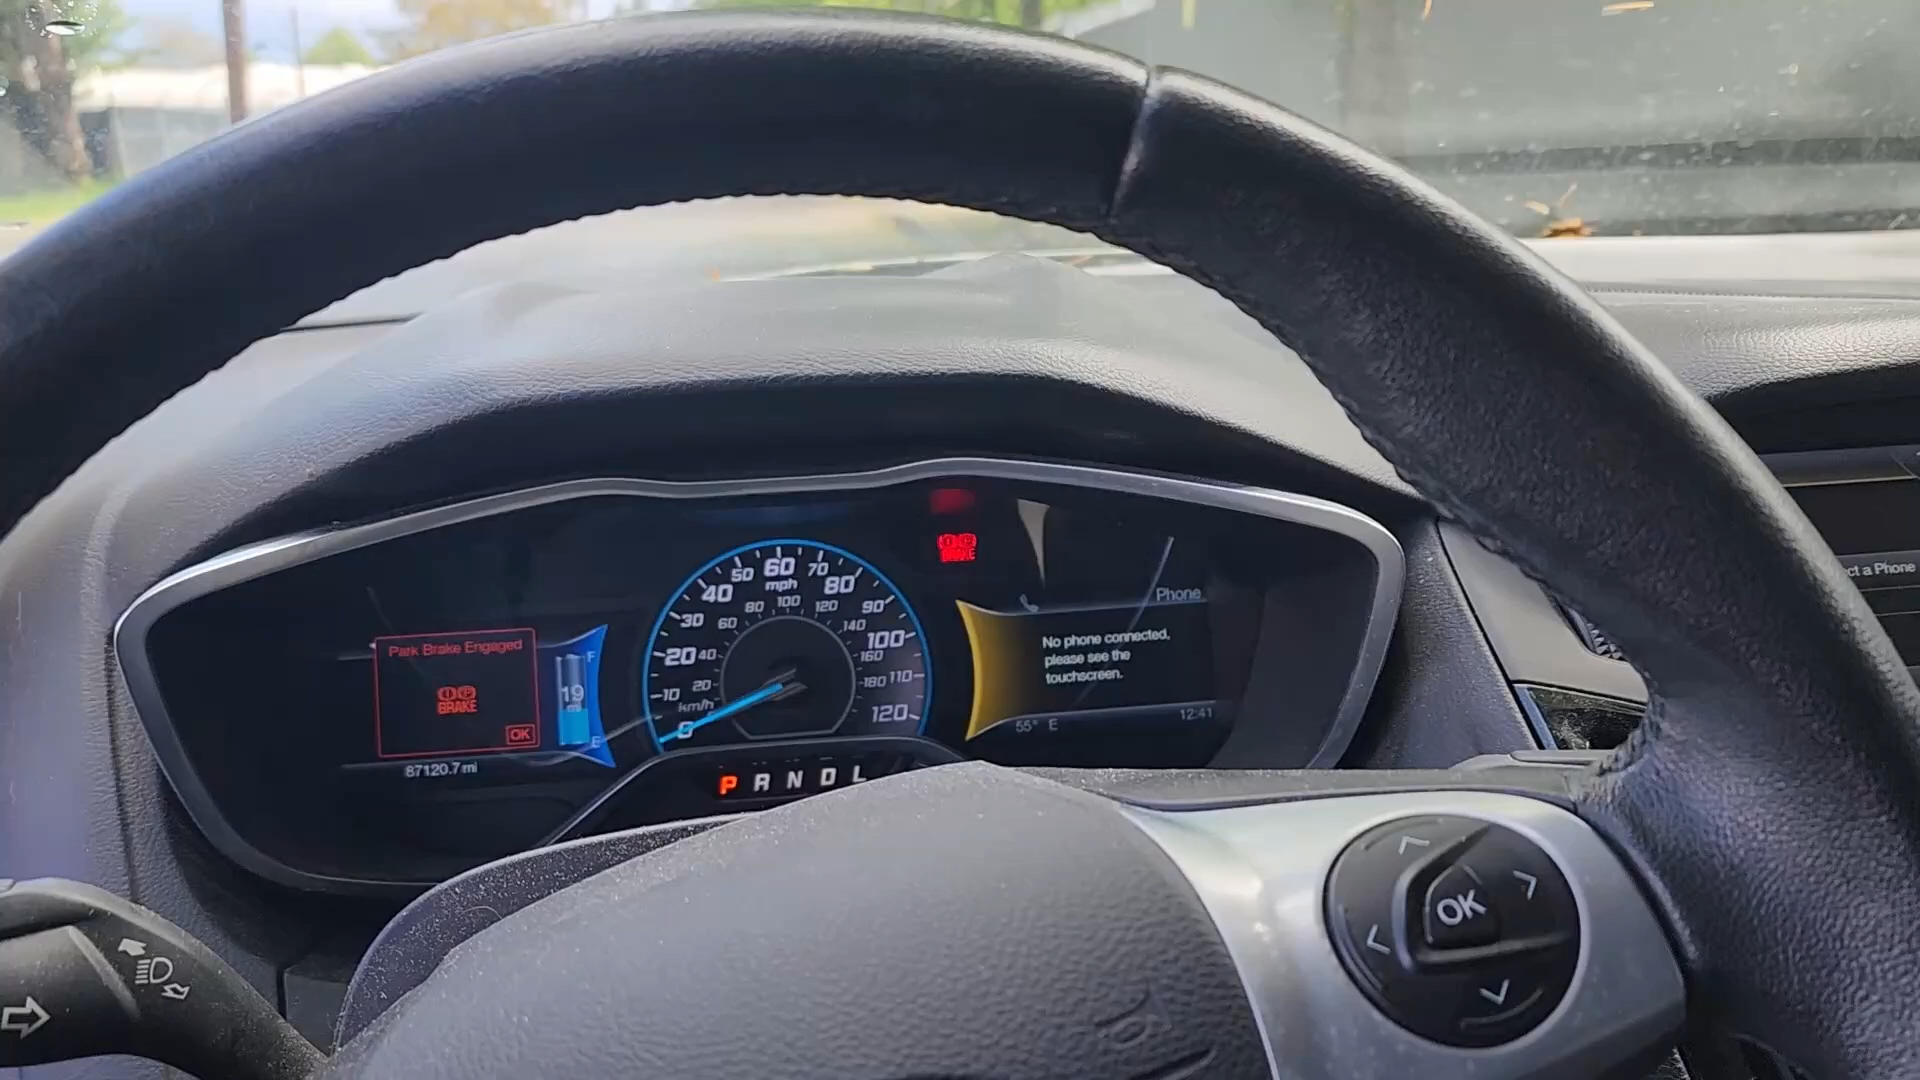 Park Brake Engaged
BRAKE
OK
87120.7 mi
F
19
mi
E
0 10 20 30 40 50 60 70 80 90 100 110 120
mph
20 40 60 80 100 120 140 160 180
km/h
P R N D L
BRAKE
Phone
No phone connected,
please see the
touchscreen.
55° E
12:41
ct a Phone
OK